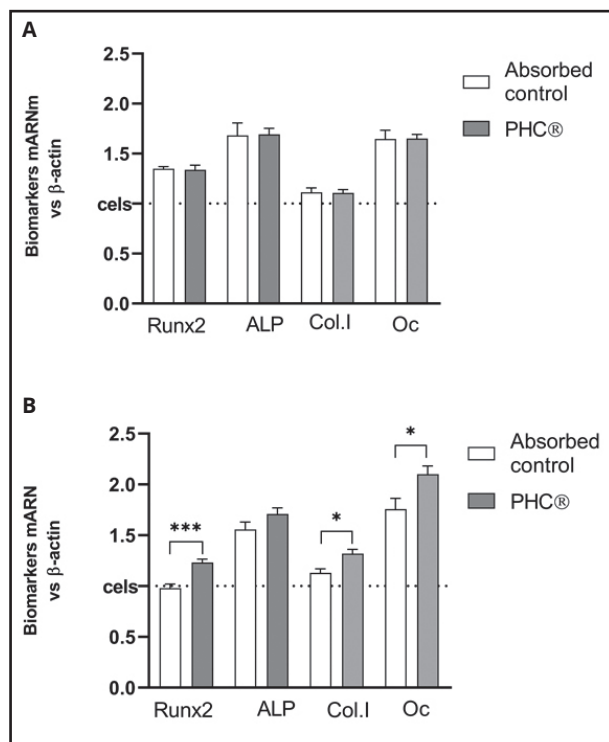 A
Biomarkers mARNm
vs β-actin
2.5
2.0
1.5
cels
0.5
0.0
Runx2 ALP Col.I Oc
Absorbed
control
PHC®
B
Biomarkers mARN
vs β-actin
2.5
2.0
1.5
cels
0.5
0.0
***
*
*
Runx2 ALP Col.I Oc
Absorbed
control
PHC®